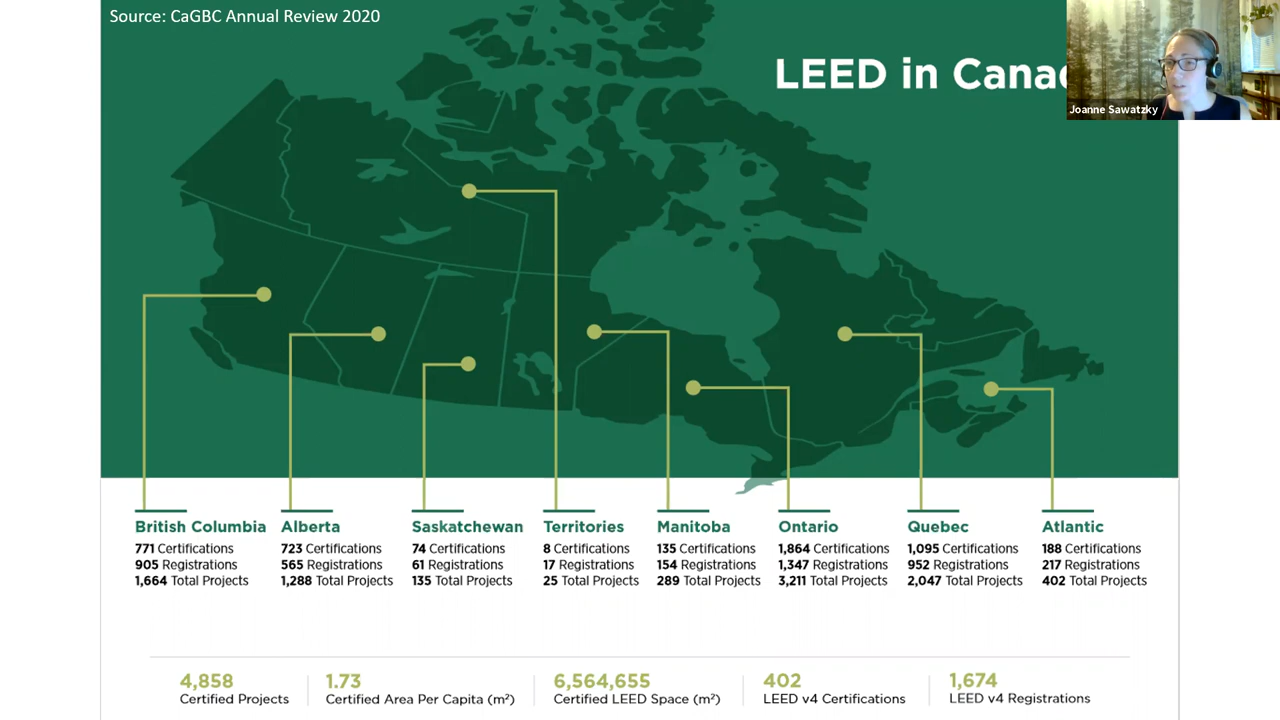 Source: CaGBC Annual Review 2020
LEED in Cana
Joanne Sawatzky
British Columbia
771 Certifications
905 Registrations
1,664 Total Projects
Alberta
723 Certifications
565 Registrations
1,288 Total Projects
Saskatchewan
74 Certifications
61 Registrations
135 Total Projects
Territories
8 Certifications
17 Registrations
25 Total Projects
Manitoba
135 Certifications
154 Registrations
289 Total Projects
Ontario
1,864 Certifications
1,347 Registrations
3,211 Total Projects
Quebec
1,095 Certifications
952 Registrations
2,047 Total Projects
Atlantic
188 Certifications
217 Registrations
402 Total Projects
4,858
Certified Projects
1.73
Certified Area Per Capita (m²)
6,564,655
Certified LEED Space (m²)
402
LEED v4 Certifications
1,674
LEED v4 Registrations